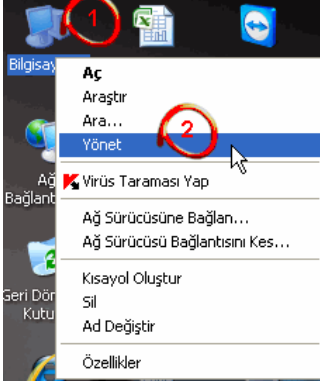 1
Bilgisay
Aç
Araştır
Ara...
2
Yönet
Virüs Taraması Yap
Ağ
Bağlant
Ağ Sürücüsüne Bağlan...
Ağ Sürücüsü Bağlantısını Kes...
Kısayol Oluştur
Geri Dön
Kutu
Sil
Ad Değiştir
Özellikler